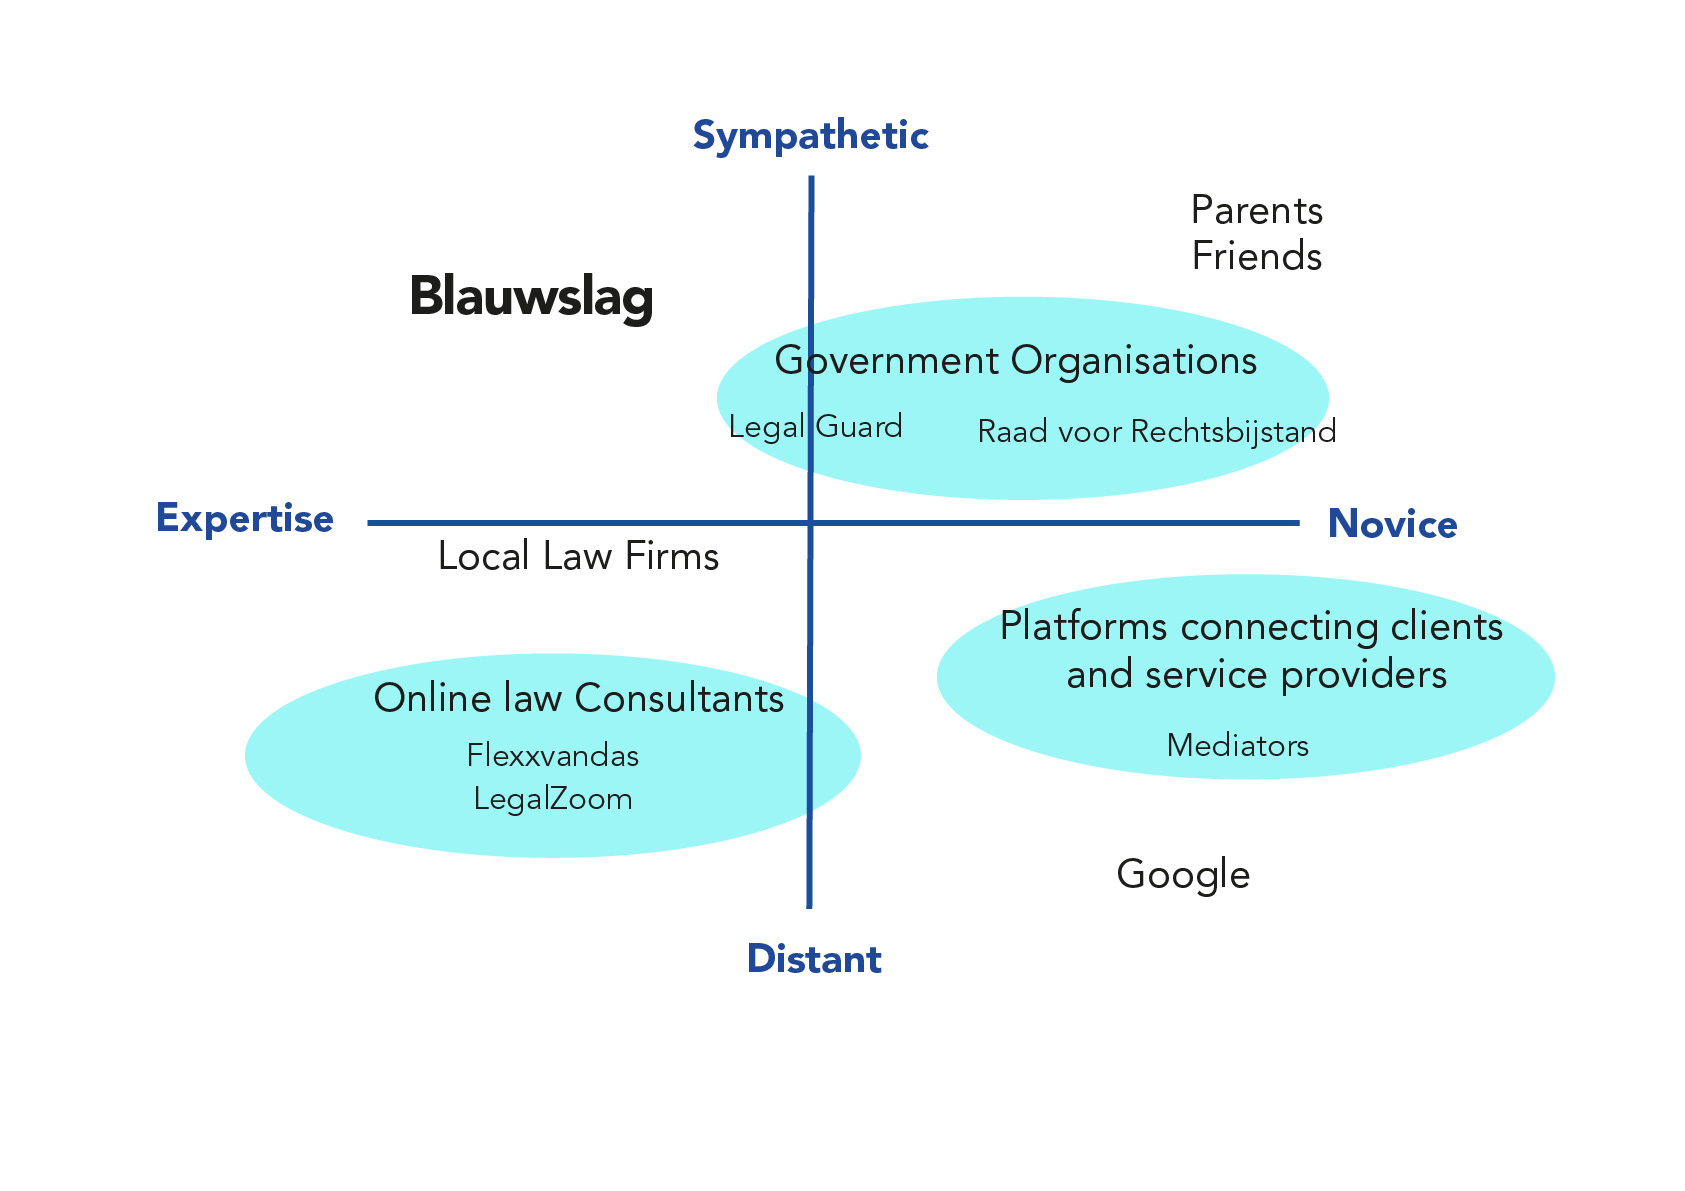 Sympathetic
Parents
Friends
Blauwslag
Government Organisations
Legal Guard
Raad voor Rechtsbijstand
Expertise
Novice
Local Law Firms
Platforms connecting clients
and service providers
Mediators
Online law Consultants
Flexxvandas
LegalZoom
Google
Distant